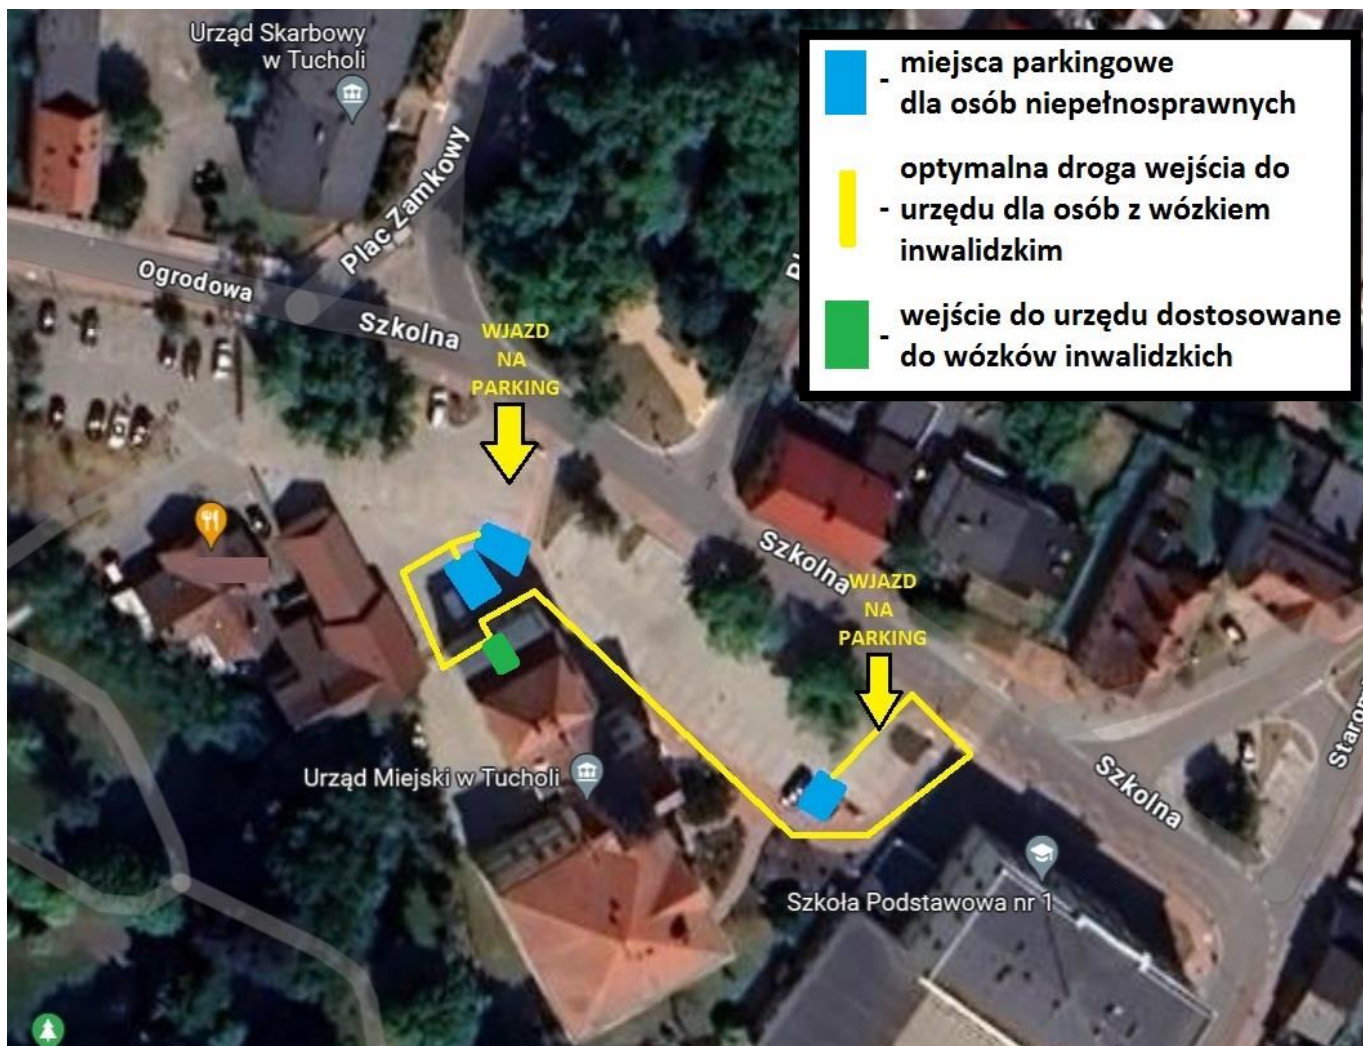 Urząd Skarbowy
w Tucholi
Plac Zamkowy
Ogrodowa
Szkolna
WJAZD
NA
PARKING
- miejsca parkingowe
dla osób niepełnosprawnych
- optymalna droga wejścia do
urzędu dla osób z wózkiem
inwalidzkim
- wejście do urzędu dostosowane
do wózków inwalidzkich
Szkolna
WJAZD
NA
PARKING
Urząd Miejski w Tucholi
Szkolna
Szkoła Podstawowa nr 1